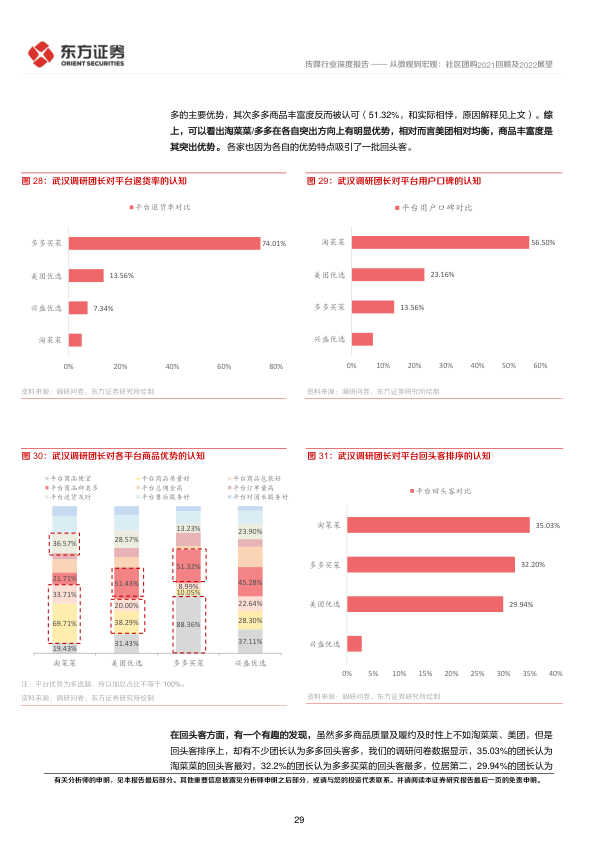 东方证券
ORIENT SECURITIES
传媒行业深度报告 —— 从微观到宏观：社区团购2021回顾及2022展望
多的主要优势，其次多多商品丰富度反而被认可（51.32%，和实际相悖，原因解释见上文）。综
上，可以看出淘菜菜/多多在各自突出方向上有明显优势，相对而言美团相对均衡，商品丰富度是
其突出优势。 各家也因为各自的优势特点吸引了一批回头客。
图 28：武汉调研团长对平台退货率的认知
平台退货率对比
多多买菜 74.01%
美团优选 13.56%
兴盛优选 7.34%
淘菜菜
0% 20% 40% 60% 80%
资料来源：调研问卷，东方证券研究所绘制
图 29：武汉调研团长对平台用户口碑的认知
平台用户口碑对比
淘菜菜 56.50%
美团优选 23.16%
多多买菜 13.56%
兴盛优选
0% 10% 20% 30% 40% 50% 60%
资料来源：调研问卷，东方证券研究所绘制
图 30：武汉调研团长对各平台商品优势的认知
平台商品便宜 平台商品质量好 平台商品包装好
平台商品种类多 平台总佣金高 平台订单量高
平台送货及时 平台售后服务好 平台对团长服务好
36.57% 28.57% 13.23% 23.90%
21.71% 51.43% 51.32% 45.28%
33.71% 20.00% 8.99% 22.64%
69.71% 38.29% 10.05% 28.30%
19.43% 31.43% 88.36% 37.11%
淘菜菜 美团优选 多多买菜 兴盛优选
注：平台优势为多选题，所以加总占比不等于 100%。
资料来源：调研问卷，东方证券研究所绘制
图 31：武汉调研团长对平台回头客排序的认知
平台回头客对比
淘菜菜 35.03%
多多买菜 32.20%
美团优选 29.94%
兴盛优选
0% 5% 10% 15% 20% 25% 30% 35% 40%
资料来源：调研问卷，东方证券研究所绘制
在回头客方面，有一个有趣的发现，虽然多多商品质量及履约及时性上不如淘菜菜、美团，但是
回头客排序上，却有不少团长认为多多回头客多，我们的调研问卷数据显示，35.03%的团长认为
淘菜菜的回头客最对，32.2%的团长认为多多买菜的回头客最多，位居第二，29.94%的团长认为
有关分析师的申明，见本报告最后部分。其他重要信息披露见分析师申明之后部分，或请与您的投资代表联系。并请阅读本证券研究报告最后一页的免责申明。
29